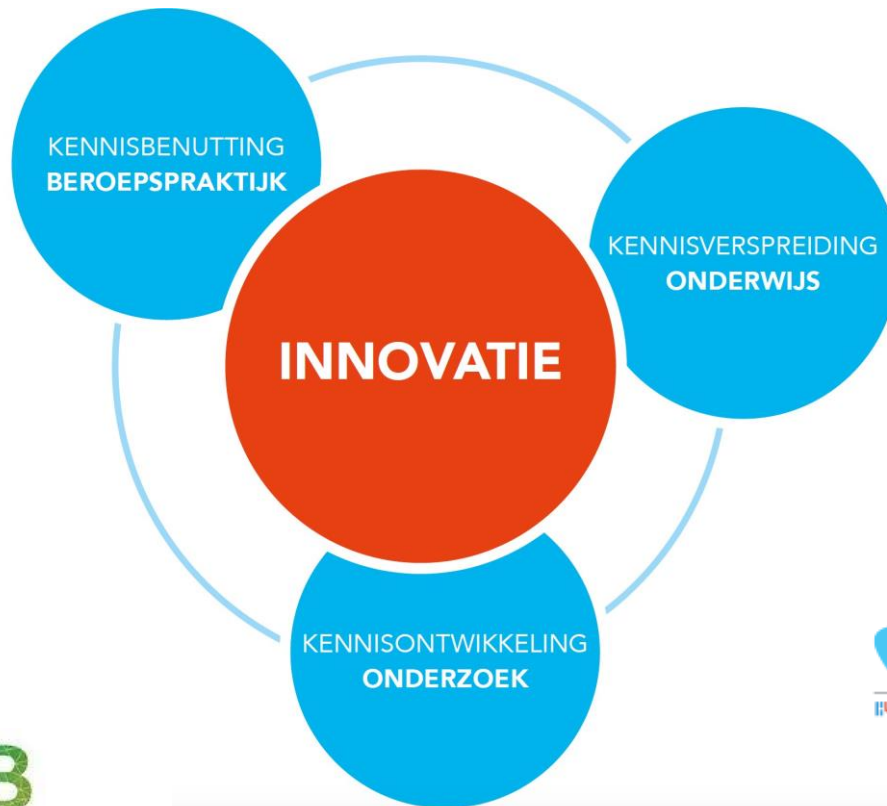 KENNISBENUTTING
BEROEPSPRAKTIJK
KENNISVERSPREIDING
ONDERWIJS
INNOVATIE
KENNISONTWIKKELING
ONDERZOEK
B